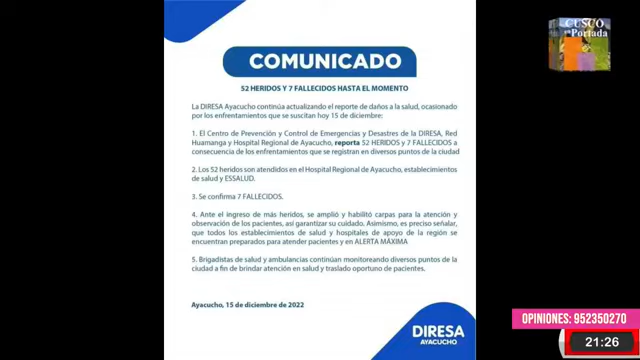 CUSCO
en Portada
COMUNICADO
52 HERIDOS Y 7 FALLECIDOS HASTA EL MOMENTO
La DIRESA Ayacucho continúa actualizando el reporte de daños a la salud, ocasionado
por los enfrentamientos que se suscitan hoy 15 de diciembre:
1. El Centro de Prevención y Control de Emergencias y Desastres de la DIRESA, Red
Huamanga y Hospital Regional de Ayacucho, reporta 52 HERIDOS Y 7 FALLECIDOS a
consecuencia de los enfrentamientos que se registran en diversos puntos de la ciudad
2. Los 52 heridos son atendidos en el Hospital Regional de Ayacucho, establecimientos
de salud y ESSALUD.
3. Se confirma 7 FALLECIDOS.
4. Ante el ingreso de más heridos, se amplió y habilitó carpas para la atención y
observación de los pacientes, así garantizar su cuidado. Asimismo, es preciso señalar,
que todos los establecimientos de salud y hospitales de apoyo de la región se
encuentran preparados para atender pacientes y en ALERTA MÁXIMA
5. Brigadistas de salud y ambulancias continúan monitoreando diversos puntos de la
ciudad a fin de brindar atención en salud y traslado oportuno de pacientes.
Ayacucho, 15 de diciembre de 2022
DIRESA
AYACUCHO
OPINIONES: 952350270
21:26